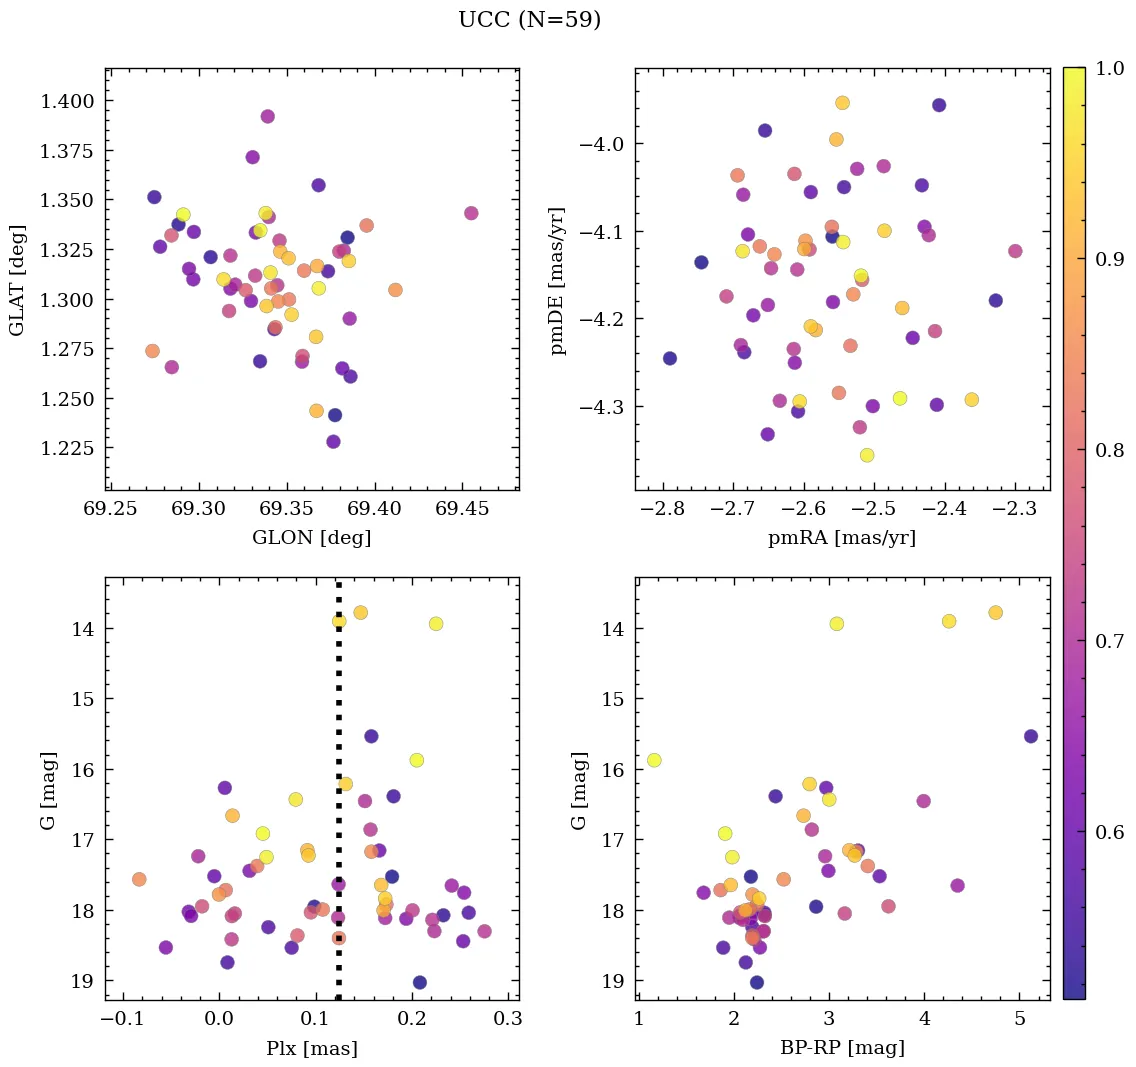 UCC (N=59)
1.400
1.375
1.350
1.325
1.300
1.275
1.250
1.225
GLAT [deg]
69.25 69.30 69.35 69.40 69.45
GLON [deg]
−4.0
−4.1
−4.2
−4.3
pmDE [mas/yr]
−2.8 −2.7 −2.6 −2.5 −2.4 −2.3
pmRA [mas/yr]
1.0
0.9
0.8
0.7
0.6
14
15
16
17
18
19
G [mag]
−0.1 0.0 0.1 0.2 0.3
Plx [mas]
14
15
16
17
18
19
G [mag]
1 2 3 4 5
BP-RP [mag]